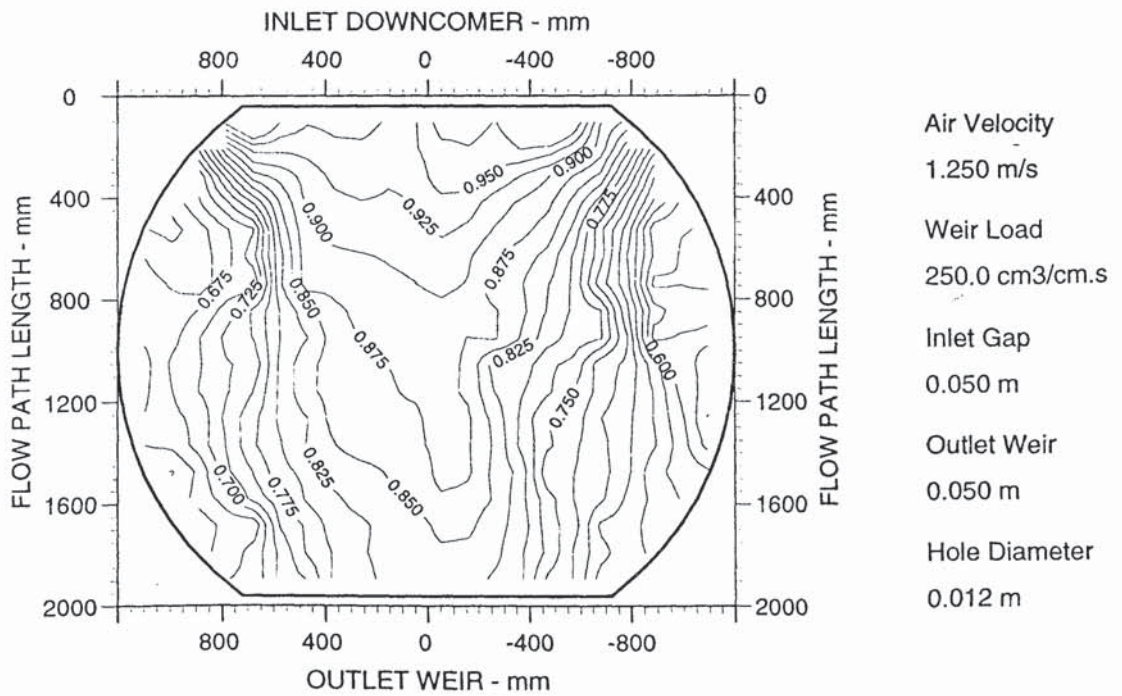 INLET DOWNCOMER - mm
800 400 0 -400 -800
0 0
400 400
800 800
1200 1200
1600 1600
2000 2000
FLOW PATH LENGTH - mm
FLOW PATH LENGTH - mm
0.950
0.900
0.925
0.900
0.775
0.875
0.675
0.725
0.850
0.875
0.825
0.600
0.750
0.700
0.775
0.825
0.850
800 400 0 -400 -800
OUTLET WEIR - mm
Air Velocity
1.250 m/s
Weir Load
250.0 cm3/cm.s
Inlet Gap
0.050 m
Outlet Weir
0.050 m
Hole Diameter
0.012 m